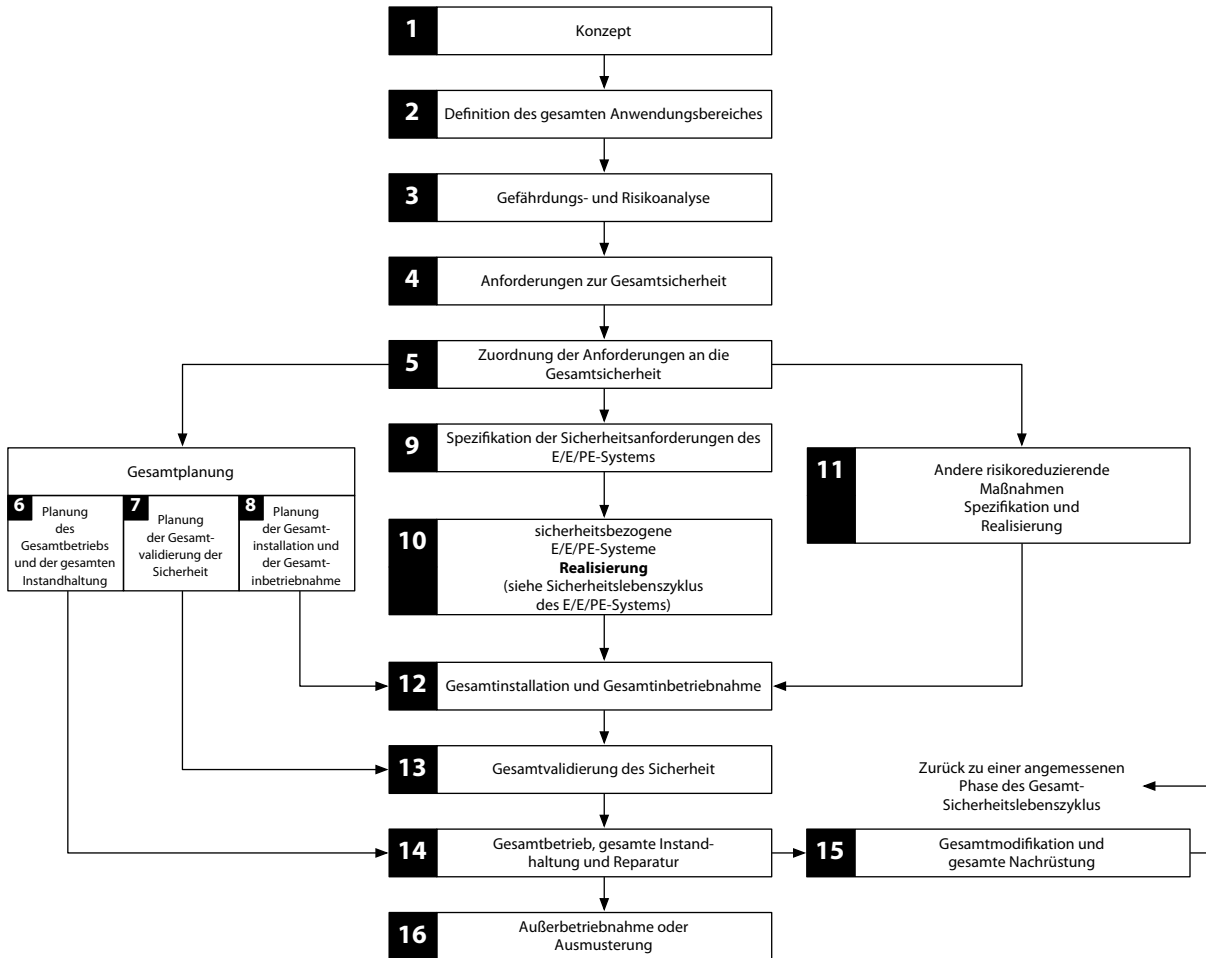 1
Konzept
2
Definition des gesamten Anwendungsbereiches
3
Gefährdungs- und Risikoanalyse
4
Anforderungen zur Gesamtsicherheit
5
Zuordnung der Anforderungen an die
Gesamtsicherheit
9
Spezifikation der Sicherheitsanforderungen des
E/E/PE-Systems
Gesamtplanung
6
Planung
des
Gesamtbetriebs
und der gesamten
Instandhaltung
7
Planung
der Gesamt-
validierung der
Sicherheit
8
Planung
der Gesamt-
installation und
der Gesamt-
inbetriebnahme
10
sicherheitsbezogene
E/E/PE-Systeme
Realisierung
(siehe Sicherheitslebenszyklus
des E/E/PE-Systems)
11
Andere risikoreduzierende
Maßnahmen
Spezifikation und
Realisierung
12
Gesamtinstallation und Gesamtinbetriebnahme
13
Gesamtvalidierung des Sicherheit
Zurück zu einer angemessenen
Phase des Gesamt-
Sicherheitslebenszyklus
14
Gesamtbetrieb, gesamte Instand-
haltung und Reparatur
15
Gesamtmodifikation und
gesamte Nachrüstung
16
Außerbetriebnahme oder
Ausmusterung